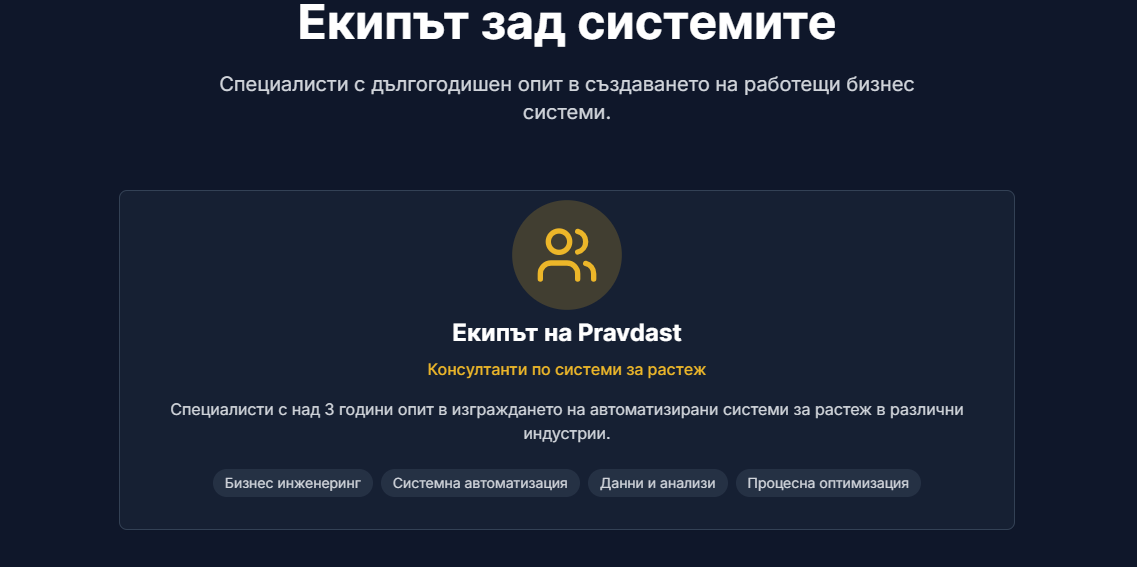 Екипът зад системите
Специалисти с дългогодишен опит в създаването на работещи бизнес
системи.
Екипът на Pravdast
Консултанти по системи за растеж
Специалисти с над 3 години опит в изграждането на автоматизирани системи за растеж в различни
индустрии.
Бизнес инженеринг Системна автоматизация Данни и анализи Процесна оптимизация